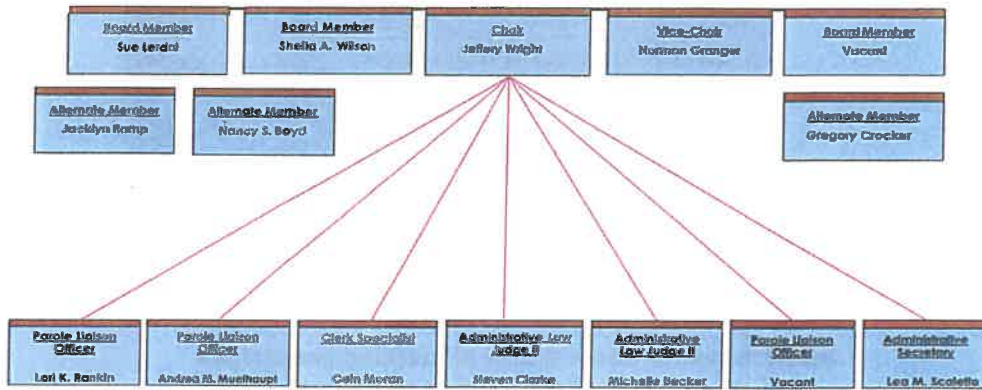 Board Member
Sue Lerdal
Board Member
Sheila A. Wilson
Chair
Jeffery Wright
Vice-Chair
Norman Granger
Board Member
Vacant
Alternate Member
Jacklyn Romp
Alternate Member
Nancy S. Boyd
Alternate Member
Gregory Crocker
Parole Liaison
Officer
Lori K. Rankin
Parole Liaison
Officer
Andrea M. Muelhaupt
Clerk Specialist
Moran
Administrative Law
Judge II
Steven Clarke
Administrative
Law Judge II
Michelle Becker
Parole Liaison
Officer
Vacant
Administrative
Secretary
M.